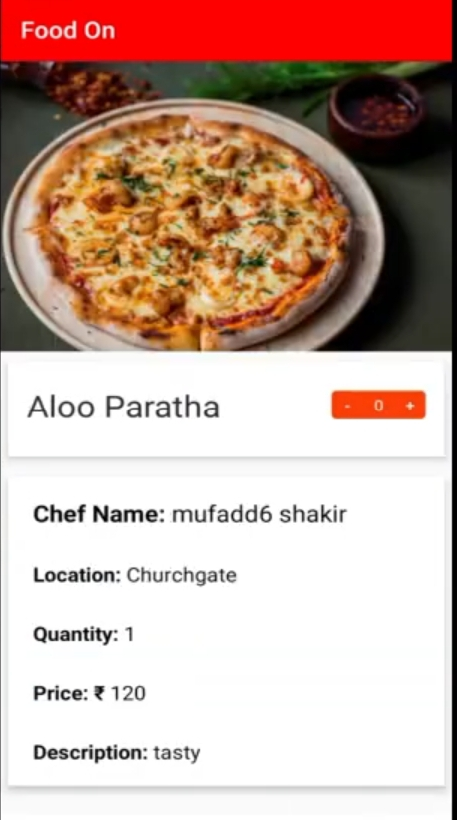 Food On
Aloo Paratha
- 0 +
Chef Name: mufadd6 shakir
Location: Churchgate
Quantity: 1
Price: ₹ 120
Description: tasty